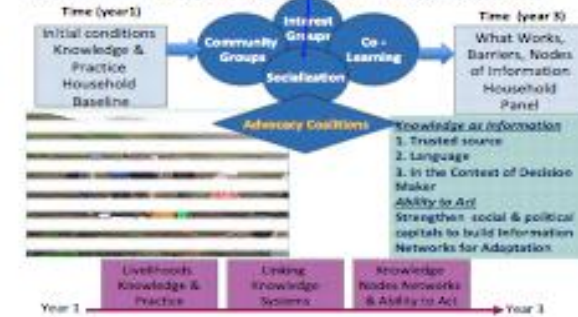 Time (year1)
Initial conditions
Knowledge &
Practice
Household
Baseline
Interest
Groups
Community
Groups
Co -
Learning
Socialization
Advocacy Coalitions
Time (year 3)
What Works,
Barriers, Nodes
of Information
Household
Panel
Knowledge as Information
1. Trusted source
2. Language
3. In the Context of Decision
Maker
Ability to Act
Strengthen social & political
capitals to build Information
Networks for Adaptation
Livelihoods
Knowledge &
Practice
Linking
Knowledge
Systems
Knowledge
Nodes Networks
& Ability to Act
Year 1
Year 3